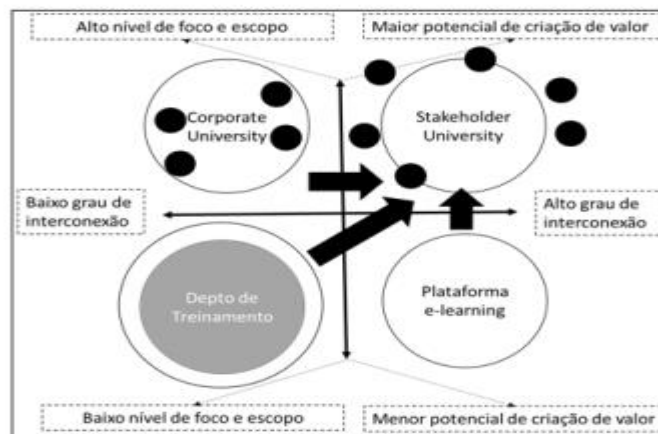 Alto nível de foco e escopo
Maior potencial de criação de valor
Corporate
University
Stakeholder
University
Baixo grau de
interconexão
Alto grau de
interconexão
Depto de
Treinamento
Plataforma
e-learning
Baixo nível de foco e escopo
Menor potencial de criação de valor